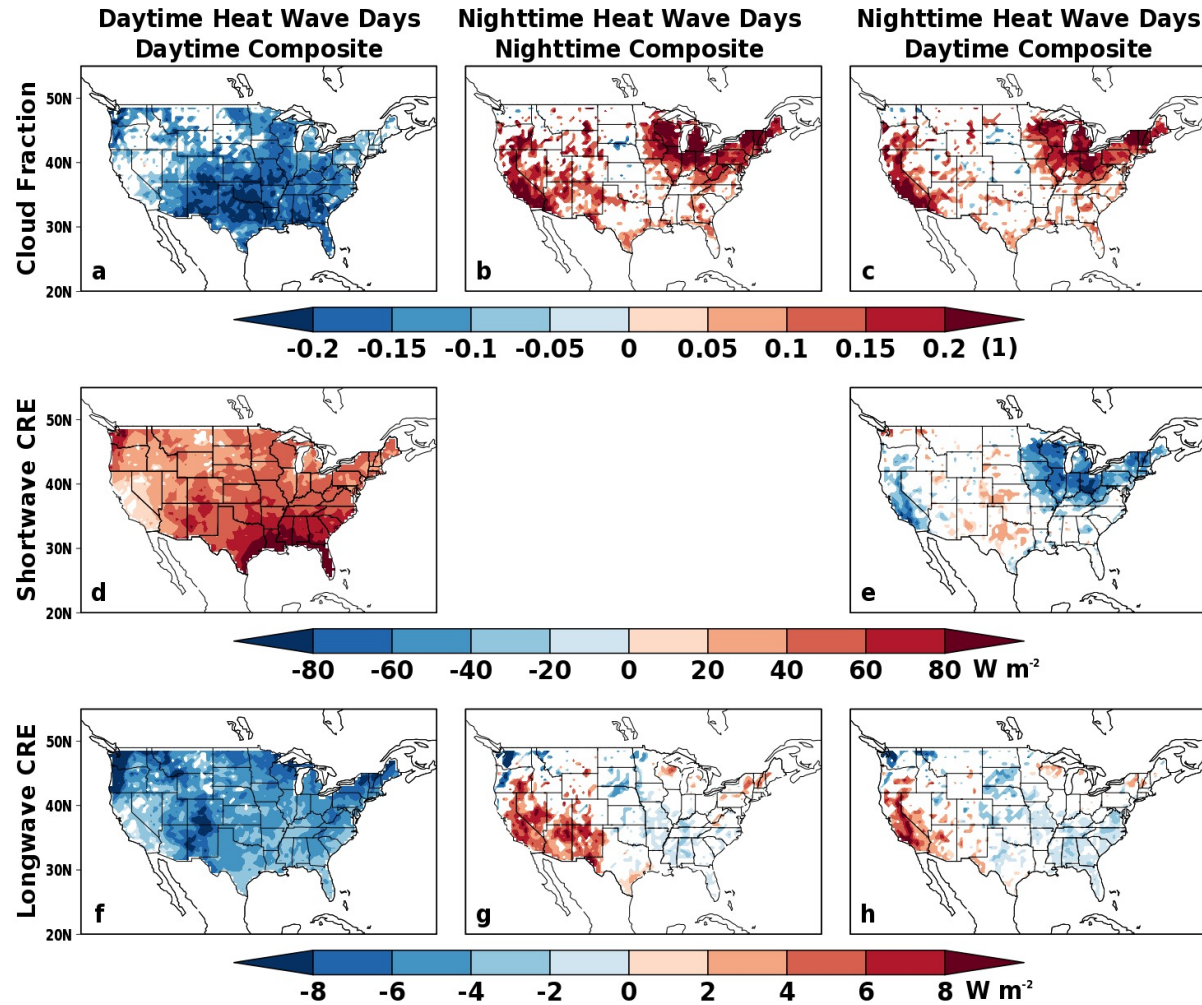 Daytime Heat Wave Days
Daytime Composite
Nighttime Heat Wave Days
Nighttime Composite
Nighttime Heat Wave Days
Daytime Composite
Cloud Fraction
50N
40N
30N
20N
a
b
c
-0.2 -0.15 -0.1 -0.05 0 0.05 0.1 0.15 0.2 (1)
Shortwave CRE
50N
40N
30N
20N
d
e
-80 -60 -40 -20 0 20 40 60 80 W m⁻²
Longwave CRE
50N
40N
30N
20N
f
g
h
-8 -6 -4 -2 0 2 4 6 8 W m⁻²